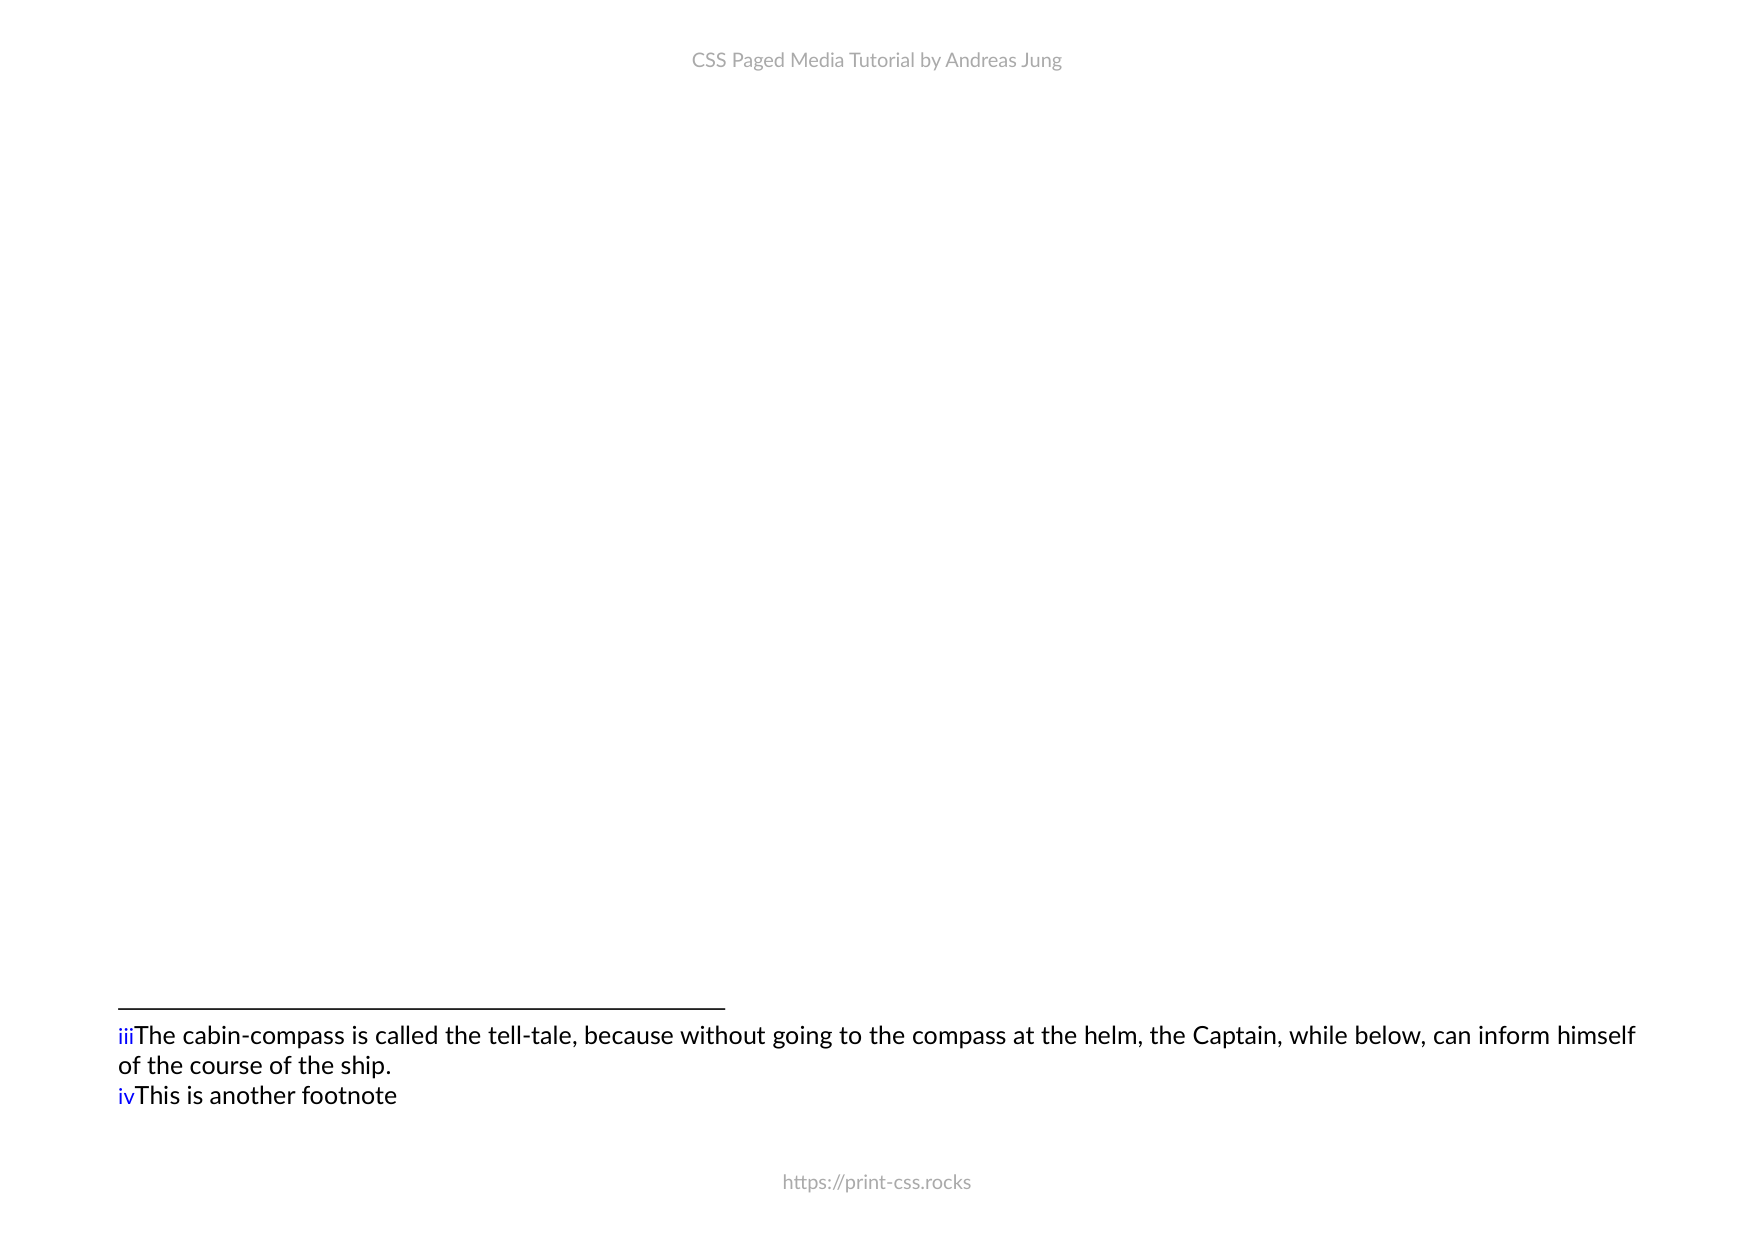 CSS Paged Media Tutorial by Andreas Jung
iiiThe cabin-compass is called the tell-tale, because without going to the compass at the helm, the Captain, while below, can inform himself
of the course of the ship.
ivThis is another footnote
https://print-css.rocks